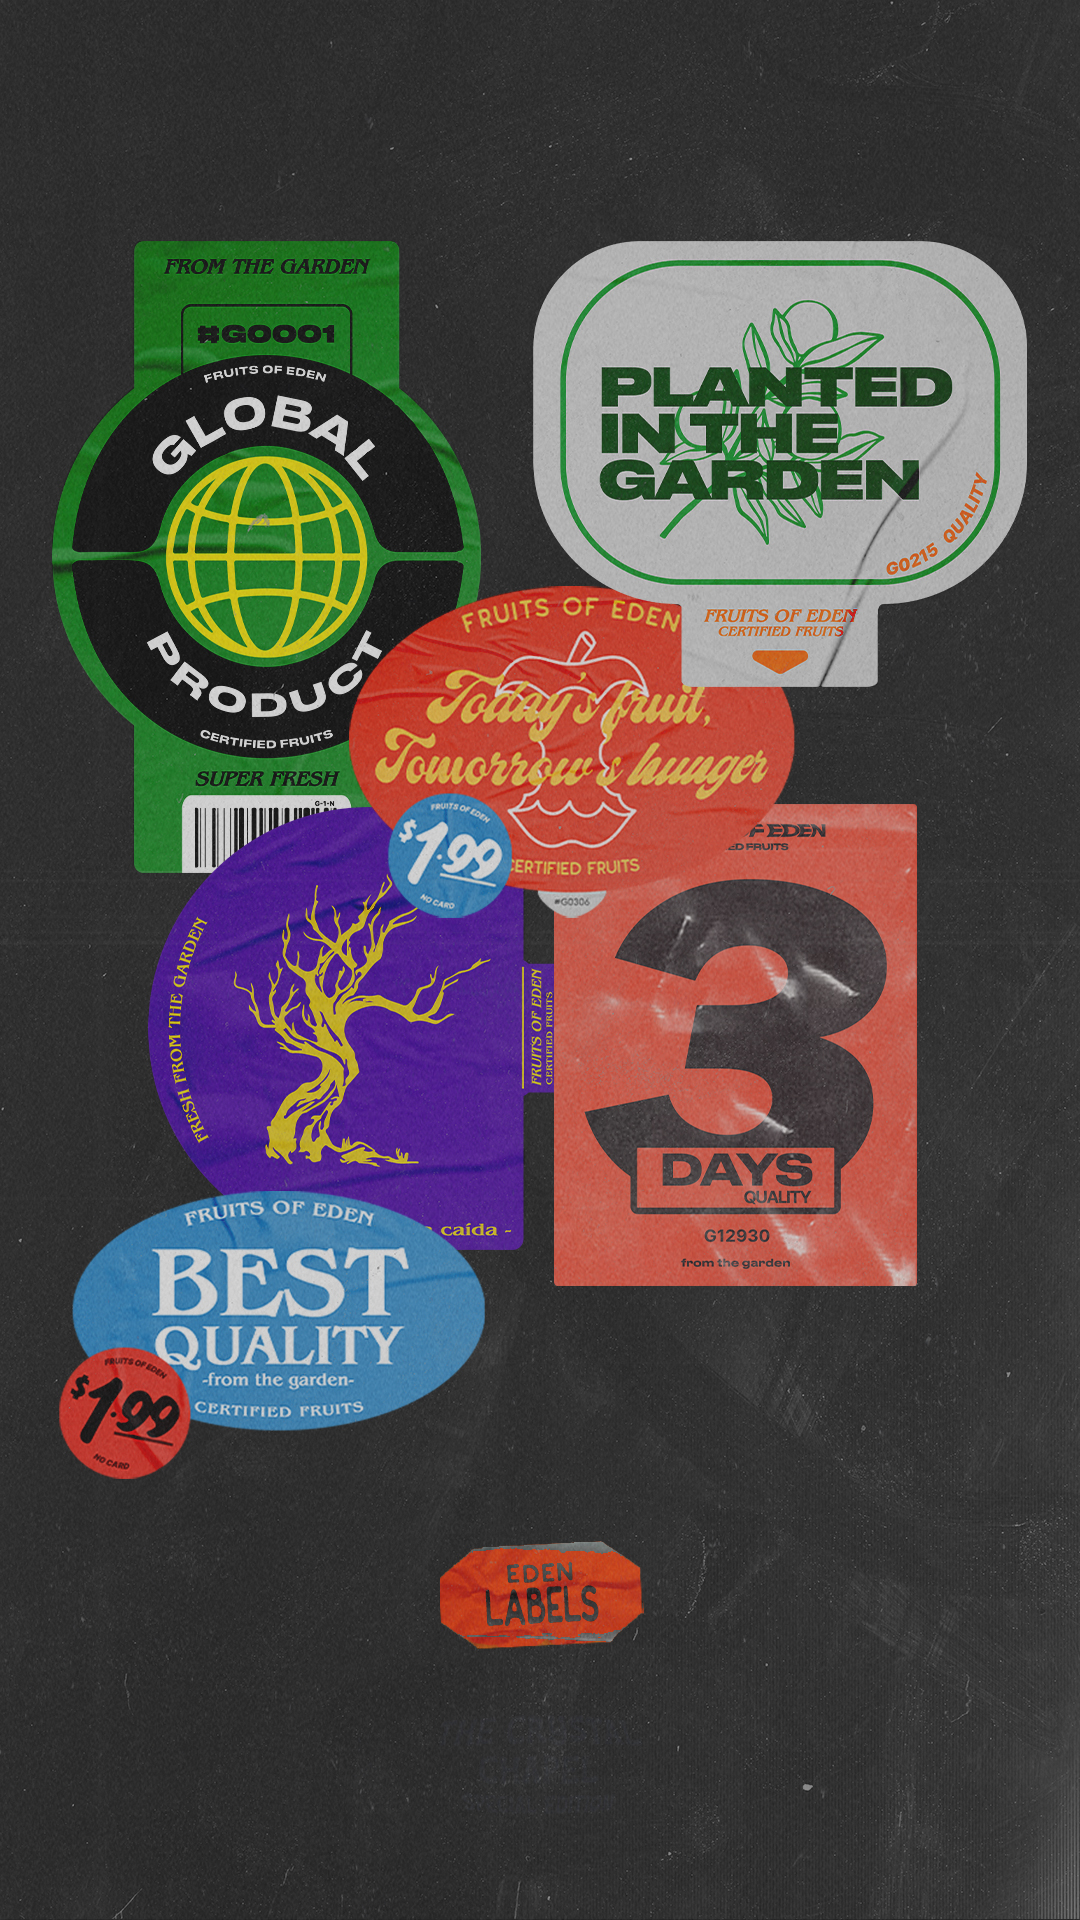 FROM THE GARDEN
#G0001
FRUITS OF EDEN
GLOBAL
PRODUCT
CERTIFIED FRUITS
SUPER FRESH
G-1-N
PLANTED
IN THE
GARDEN
G0215 QUALITY
FRUITS OF EDEN
CERTIFIED FRUITS
FRUITS OF EDEN
Today's fruit,
Tomorrow's hunger
CERTIFIED FRUITS
#G0306
FRUITS OF EDEN
$1.99
NO CARD
FRESH FROM THE GARDEN
FRUITS OF EDEN
CERTIFIED FRUITS
caída -
OF EDEN
FRUITS
3
DAYS
QUALITY
G12930
from the garden
FRUITS OF EDEN
BEST
QUALITY
-from the garden-
CERTIFIED FRUITS
FRUITS OF EDEN
$1.99
NO CARD
EDEN
LABELS